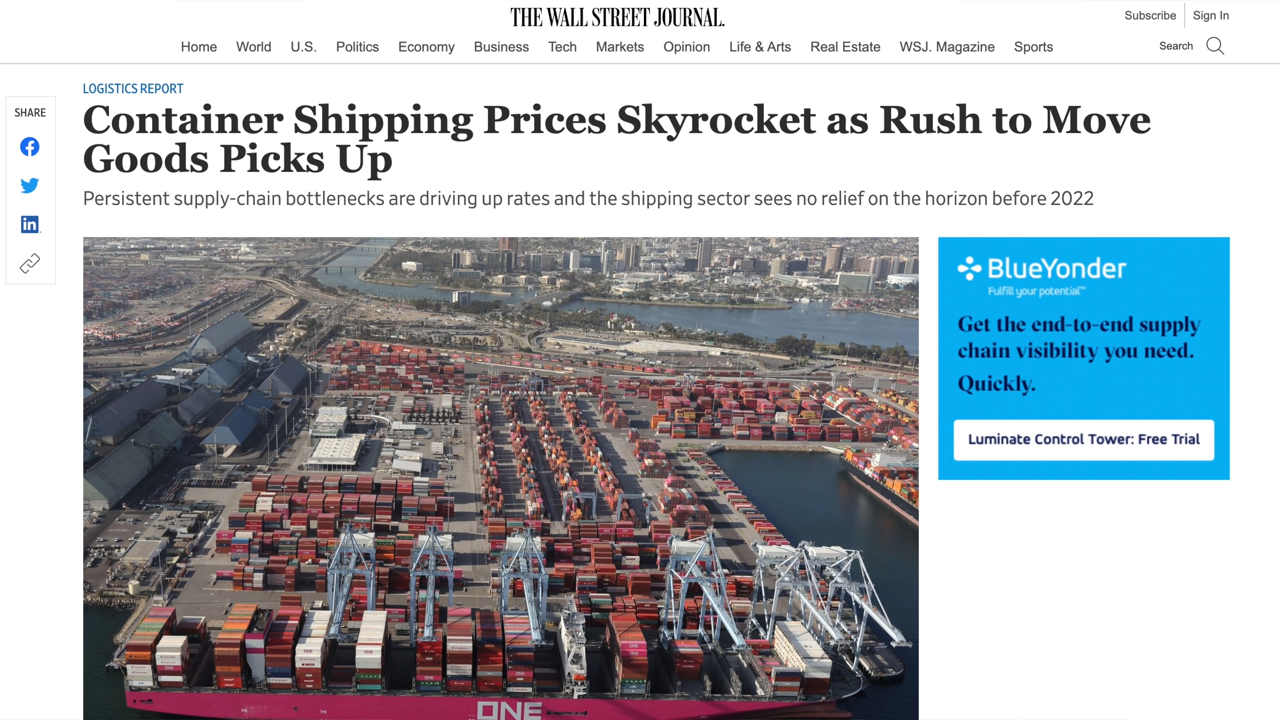 THE WALL STREET JOURNAL.
Subscribe
Sign In
Home World U.S. Politics Economy Business Tech Markets Opinion Life & Arts Real Estate WSJ. Magazine Sports
Search
SHARE
LOGISTICS REPORT
Container Shipping Prices Skyrocket as Rush to Move
Goods Picks Up
Persistent supply-chain bottlenecks are driving up rates and the shipping sector sees no relief on the horizon before 2022
ONE
BlueYonder
Fulfill your potential™
Get the end-to-end supply
chain visibility you need.
Quickly.
Luminate Control Tower: Free Trial